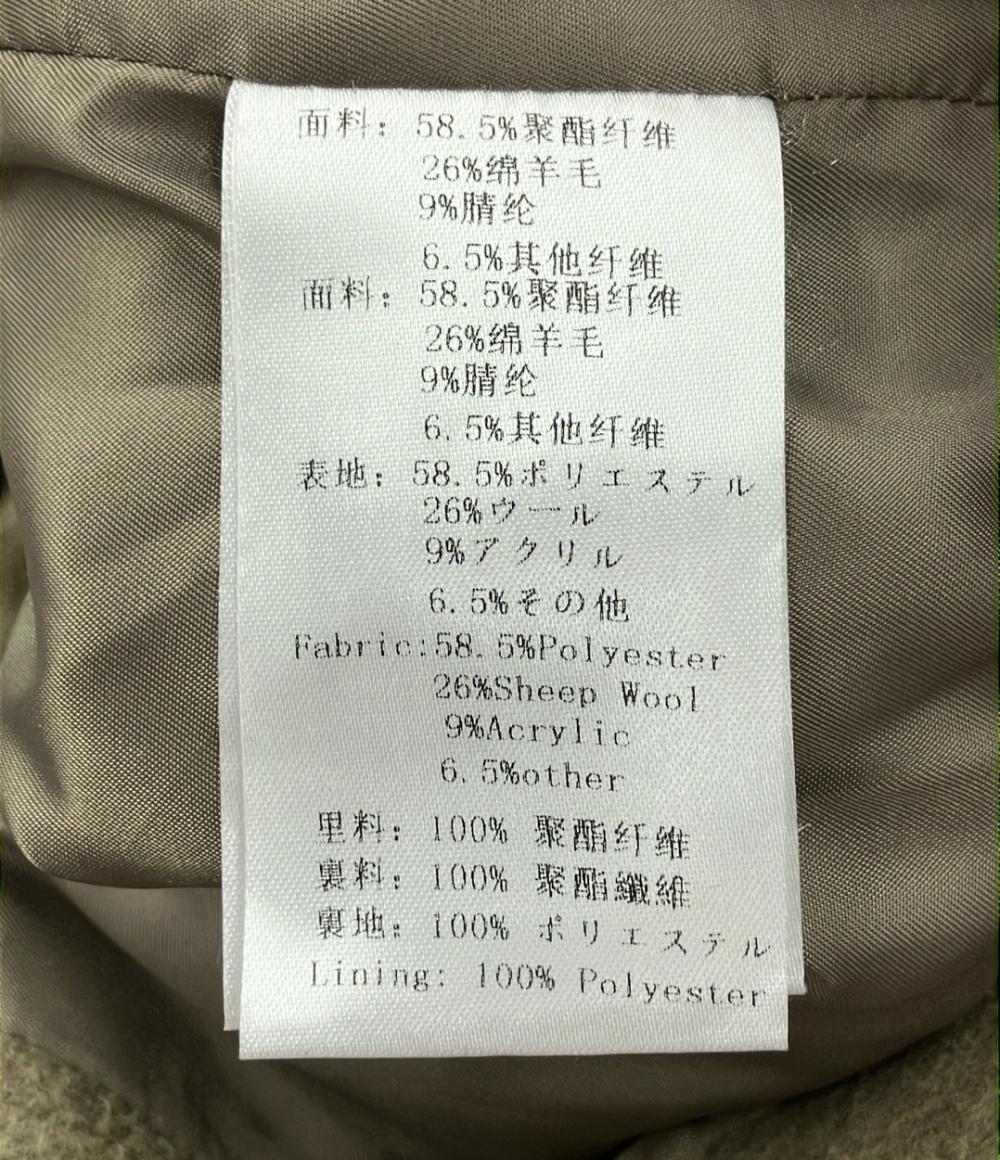 面料：58.5%聚酯纤维
26%绵羊毛
9%腈纶
6.5%其他纤维
面料：58.5%聚酯纤维
26%绵羊毛
9%腈纶
6.5%其他纤维
表地：58.5%ポリエステル
26%ウール
9%アクリル
6.5%その他
Fabric:58.5%Polyester
26%Sheep Wool
9%Acrylic
6.5%other
里料：100% 聚酯纤维
裏料：100% 聚酯纖維
裏地：100% ポリエステル
Lining: 100% Polyester